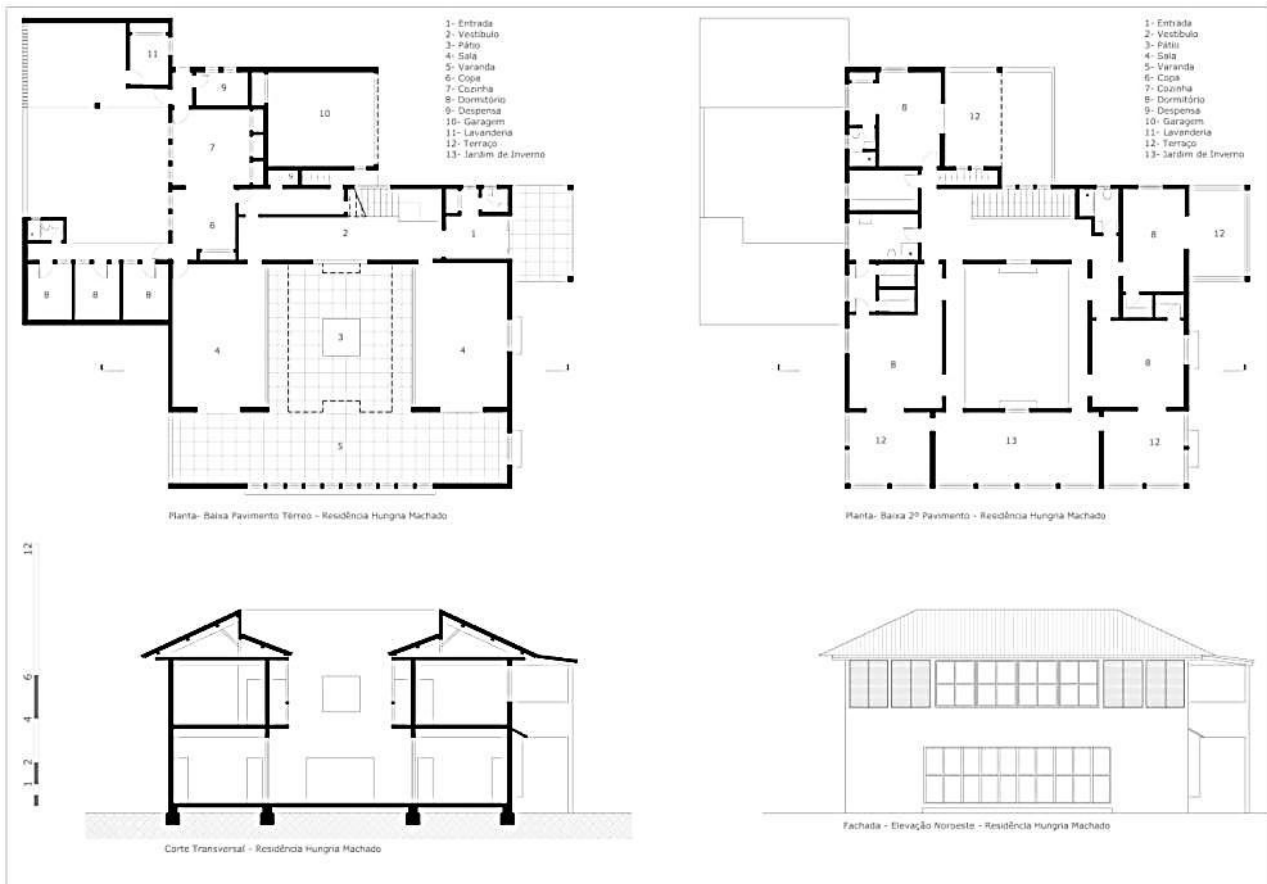 1- Entrada
2- Vestíbulo
3- Pátio
4- Sala
5- Varanda
6- Copa
7- Cozinha
8- Dormitório
9- Despensa
10- Garagem
11- Lavanderia
12- Terraço
13- Jardim de Inverno
11
9
10
7
9
6
2
1
8
8
8
4
3
4
5
Planta- Baixa Pavimento Térreo - Residência Hungria Machado
1- Entrada
2- Vestíbulo
3- Pátio
4- Sala
5- Varanda
6- Copa
7- Cozinha
8- Dormitório
9- Despensa
10- Garagem
11- Lavanderia
12- Terraço
13- Jardim de Inverno
8
12
8
12
8
8
12
13
12
Planta- Baixa 2º Pavimento - Residência Hungria Machado
12
6
4
2
1
Corte Transversal - Residência Hungria Machado
Fachada - Elevação Noroeste - Residência Hungria Machado